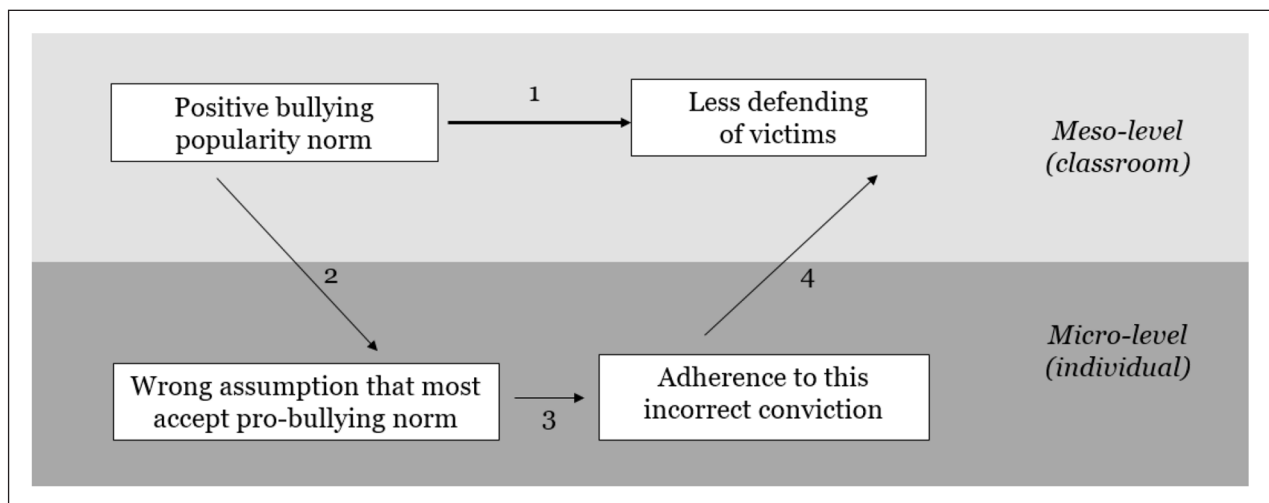 Positive bullying
popularity norm
1
Less defending
of victims
Meso-level
(classroom)
2
4
Wrong assumption that most
accept pro-bullying norm
3
Adherence to this
incorrect conviction
Micro-level
(individual)